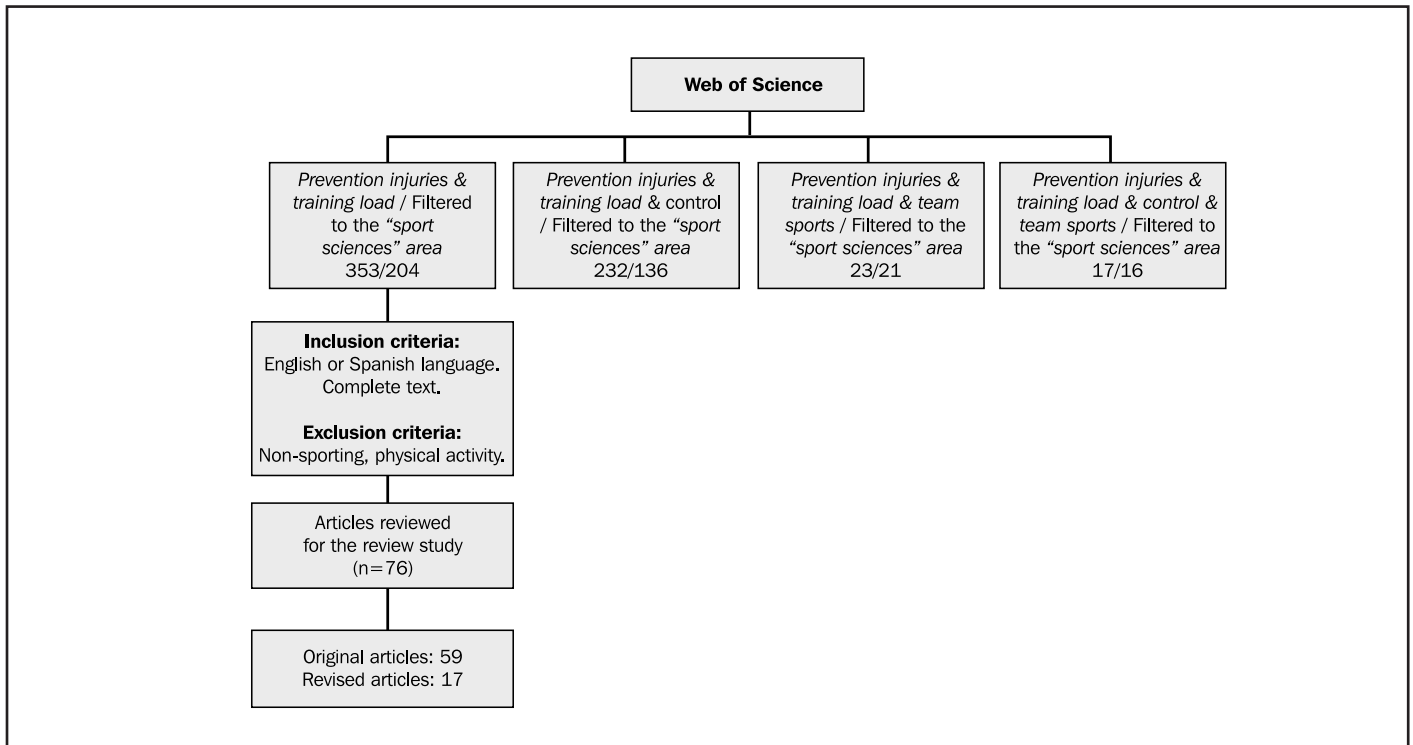 Web of Science
Prevention injuries &
training load / Filtered
to the “sport
sciences” area
353/204
Prevention injuries &
training load & control
/ Filtered to the “sport
sciences” area
232/136
Prevention injuries &
training load & team
sports / Filtered to the
“sport sciences” area
23/21
Prevention injuries &
training load & control &
team sports / Filtered to
the “sport sciences” area
17/16
Inclusion criteria:
English or Spanish language.
Complete text.
Exclusion criteria:
Non-sporting, physical activity.
Articles reviewed
for the review study
(n=76)
Original articles: 59
Revised articles: 17